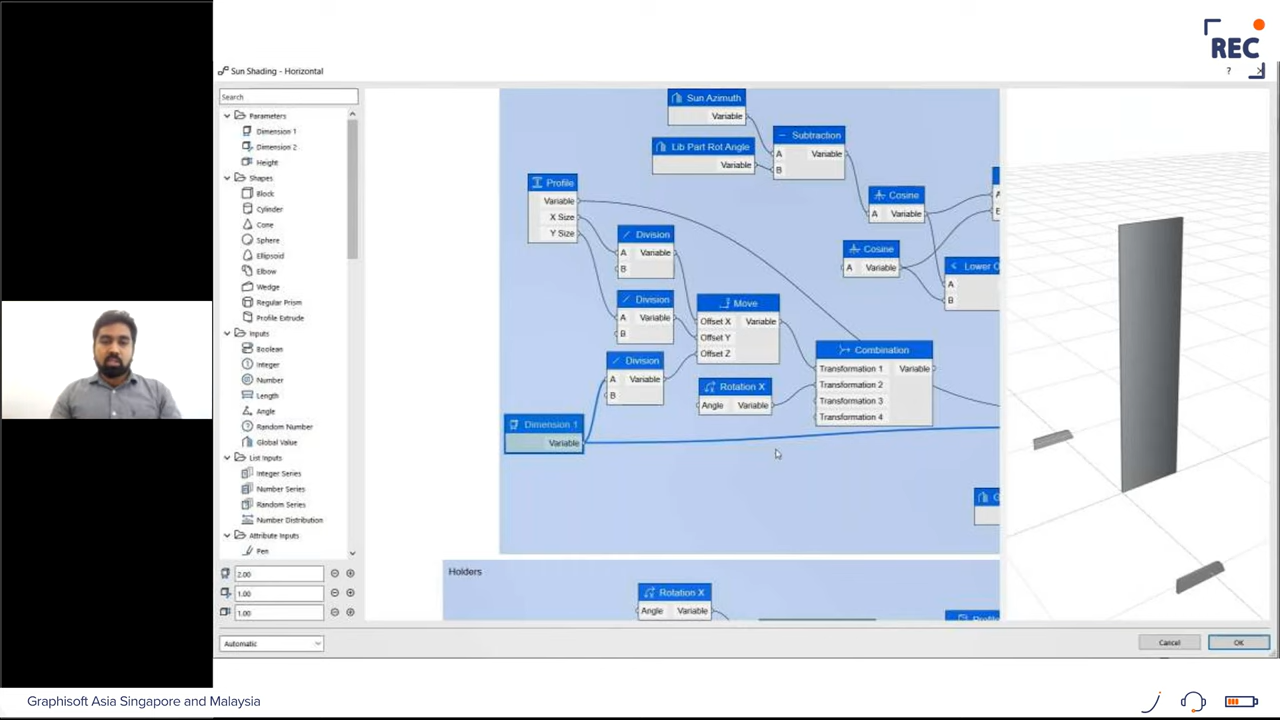 REC
Sun Shading - Horizontal
?
Search
Parameters
Dimension 1
Dimension 2
Height
Shapes
Block
Cylinder
Cone
Sphere
Ellipsoid
Elbow
Wedge
Regular Prism
Profile Extrude
Inputs
Boolean
Integer
Number
Length
Angle
Random Number
Global Value
List Inputs
Integer Series
Number Series
Random Series
Number Distribution
Attribute Inputs
Pen
2.00
1.00
1.00
Automatic
Sun Azimuth
Variable
Lib Part Rot Angle
Variable
Subtraction
A Variable
B
Profile
Variable
X Size
Y Size
Division
A Variable
B
Division
A Variable
B
Division
A Variable
B
Dimension 1
Variable
Move
Offset X Variable
Offset Y
Offset Z
Rotation X
Angle Variable
Cosine
A Variable
Cosine
A Variable
Lower O
A
B
Combination
Transformation 1 Variable
Transformation 2
Transformation 3
Transformation 4
Holders
Rotation X
Angle Variable
Cancel
OK
Graphisoft Asia Singapore and Malaysia